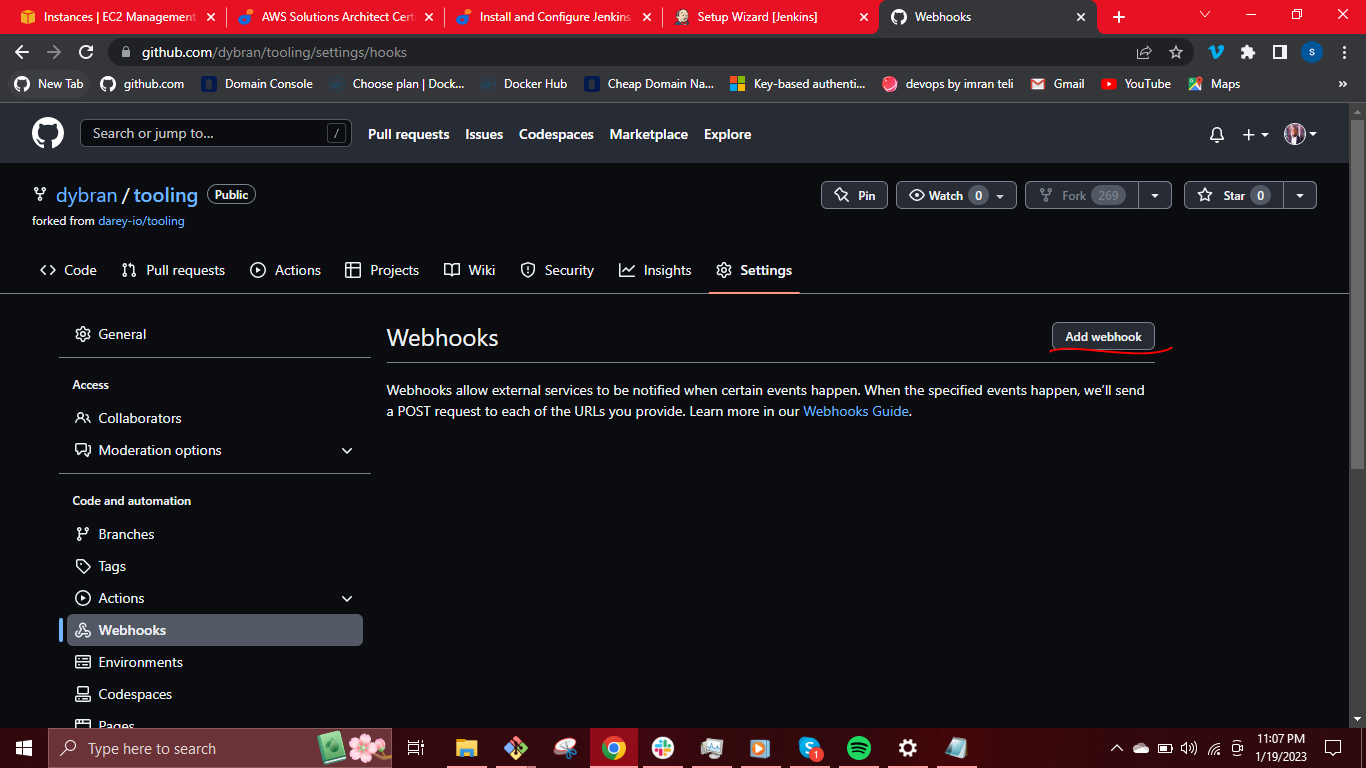 Instances | EC2 Management
AWS Solutions Architect Cert
Install and Configure Jenkins
Setup Wizard [Jenkins]
Webhooks
github.com/dybran/tooling/settings/hooks
S
New Tab
github.com
Domain Console
Choose plan | Dock...
Docker Hub
Cheap Domain Na...
Key-based authenti...
devops by imran teli
Gmail
YouTube
Maps
»
Search or jump to...
/
Pull requests
Issues
Codespaces
Marketplace
Explore
dybran / tooling
Public
Pin
Watch 0
Fork 269
Star 0
forked from darey-io/tooling
Code
Pull requests
Actions
Projects
Wiki
Security
Insights
Settings
General
Access
Collaborators
Moderation options
Code and automation
Branches
Tags
Actions
Webhooks
Environments
Codespaces
Pages
Webhooks
Add webhook
Webhooks allow external services to be notified when certain events happen. When the specified events happen, we'll send
a POST request to each of the URLs you provide. Learn more in our Webhooks Guide.
Type here to search
1
11:07 PM
1/19/2023